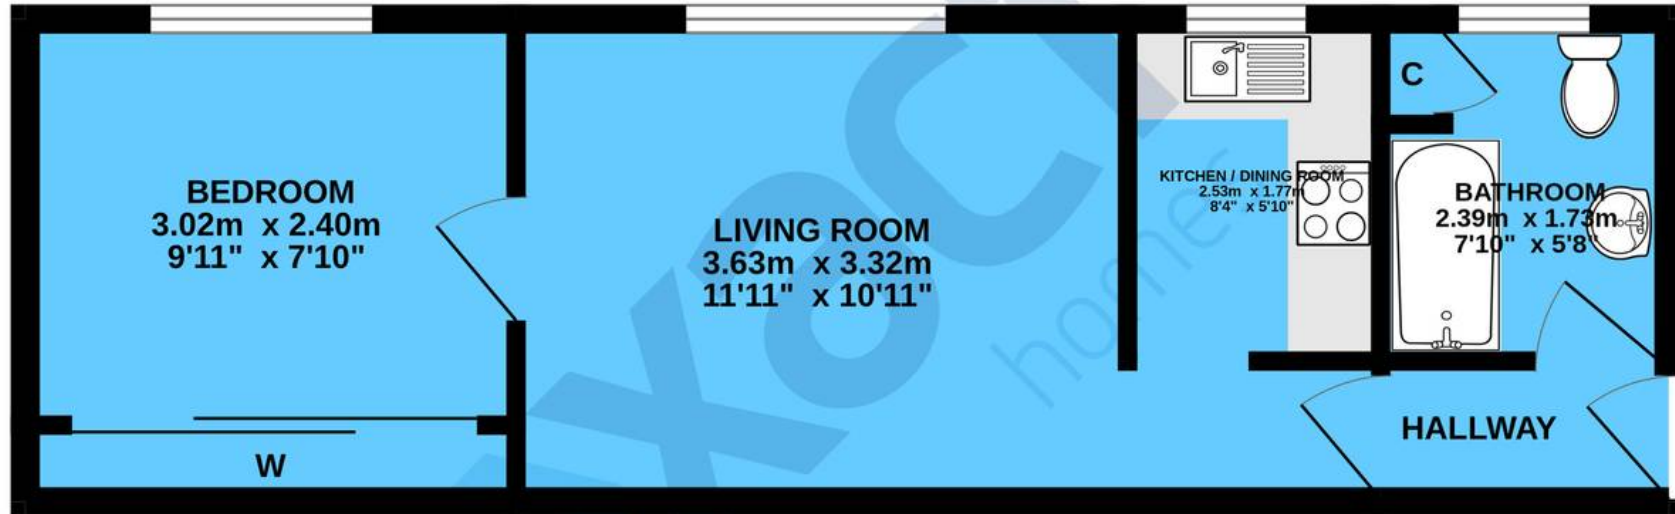 BEDROOM
3.02m x 2.40m
9'11" x 7'10"
W
LIVING ROOM
3.63m x 3.32m
11'11" x 10'11"
KITCHEN / DINING ROOM
2.53m x 1.77m
8'4" x 5'10"
C
BATHROOM
2.39m x 1.73m
7'10" x 5'8"
HALLWAY
homes